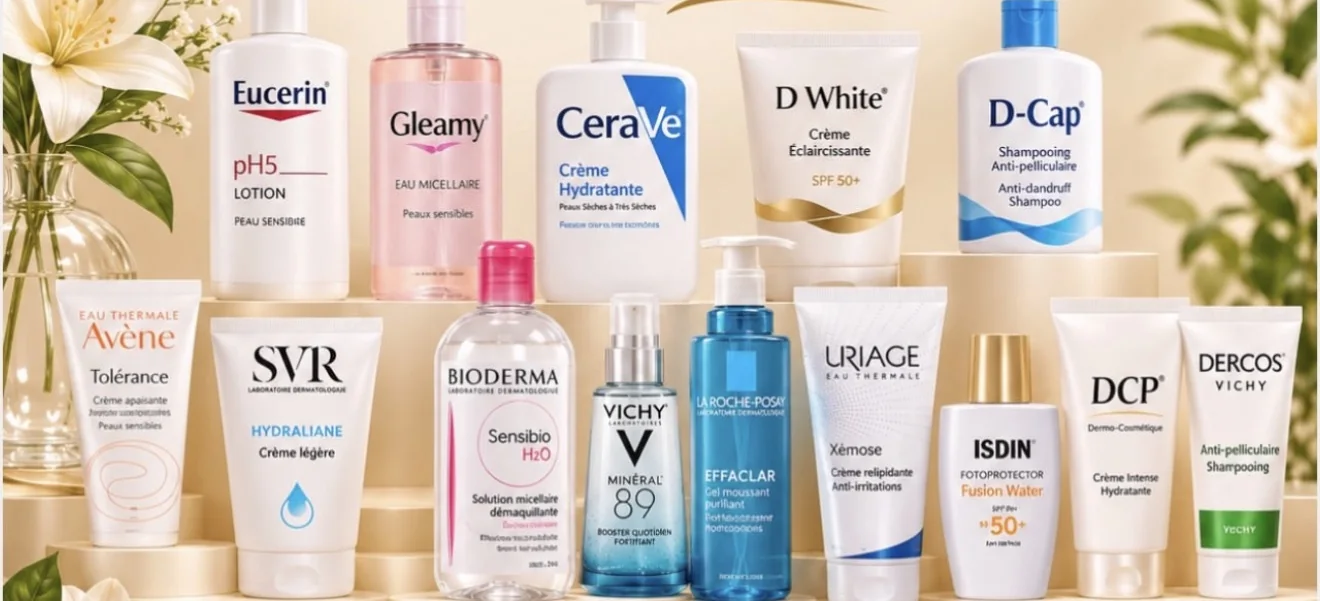 Eucerin®
pH5
LOTION
PEAU SENSIBLE
Gleamy®
EAU MICELLAIRE
Peaux sensibles
CeraVe®
Crème
Hydratante
Peaux Sèches à Très Sèches
D White®
Crème
Éclaircissante
SPF 50+
D-Cap®
Shampooing
Anti-pelliculaire
Anti-dandruff
Shampoo
EAU THERMALE
Avène
Tolérance
Crème apaisante
Peaux sensibles
SVR
LABORATOIRE DERMATOLOGIQUE
HYDRALIANE
Crème légère
BIODERMA
LABORATOIRE DERMATOLOGIQUE
Sensibio
H2O
Solution micellaire
démaquillante
VICHY
LABORATOIRES
V
MINÉRAL
89
BOOSTER QUOTIDIEN
FORTIFIANT
LA ROCHE-POSAY
LABORATOIRE DERMATOLOGIQUE
EFFACLAR
Gel moussant
purifiant
URIAGE
EAU THERMALE
Xèmose
Crème relipidante
Anti-irritations
ISDIN®
FOTOPROTECTOR
Fusion Water
50+
DCP®
Dermo-Cosmétique
Crème Intense
Hydratante
DERCOS®
VICHY
Anti-pelliculaire
Shampooing
VECHY